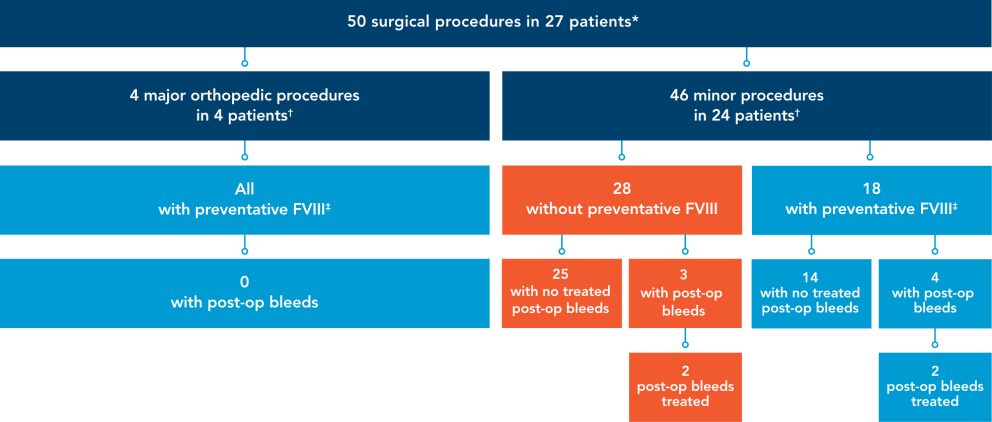 50 surgical procedures in 27 patients*
4 major orthopedic procedures
in 4 patients†
46 minor procedures
in 24 patients†
All
with preventative FVIII‡
28
without preventative FVIII
18
with preventative FVIII‡
0
with post-op bleeds
25
with no treated
post-op bleeds
3
with post-op
bleeds
14
with no treated
post-op bleeds
4
with post-op
bleeds
2
post-op bleeds
treated
2
post-op bleeds
treated